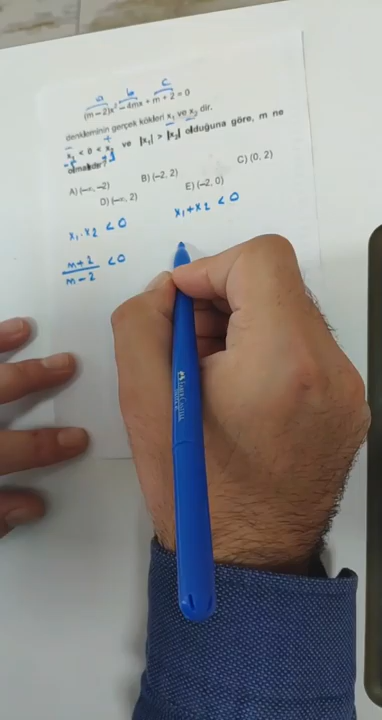 a b c
(m – 2)x² – 4mx + m + 2 = 0
denkleminin gerçek kökleri x₁ ve x₂ dir.
– +
x₁ < 0 < x₂ ve |x₁| > |x₂| olduğuna göre, m ne
olmalıdır?
A) (–∞, –2) B) (–2, 2) C) (0, 2)
D) (–∞, 2) E) (–2, 0)
x₁ . x₂ < 0 x₁ + x₂ < 0
m+2 / m–2 < 0